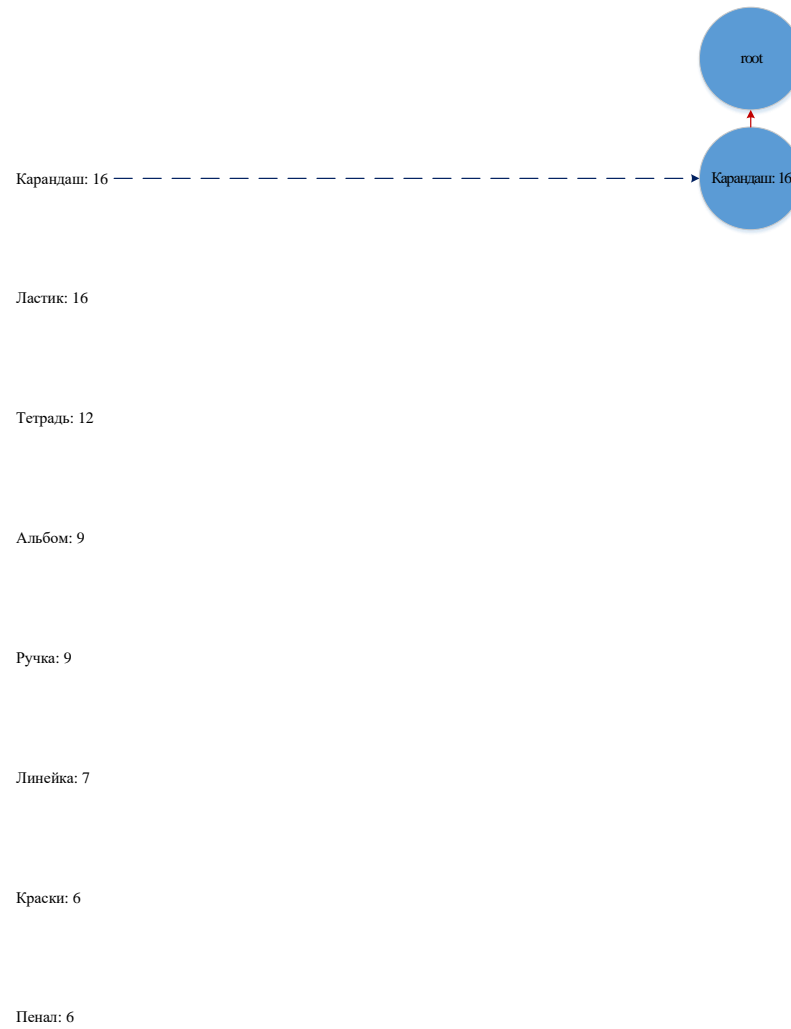 root
Карандаш: 16
Карандаш: 16
Ластик: 16
Тетрадь: 12
Альбом: 9
Ручка: 9
Линейка: 7
Краски: 6
Пенал: 6